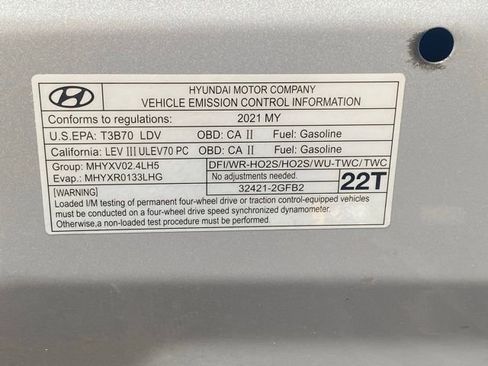 HYUNDAI MOTOR COMPANY
VEHICLE EMISSION CONTROL INFORMATION
Conforms to regulations: 2021 MY
U.S.EPA: T3B70 LDV OBD: CA II Fuel: Gasoline
California: LEV III ULEV70 PC OBD: CA II Fuel: Gasoline
Group: MHYXV02.4LH5 DFI/WR-HO2S/HO2S/WU-TWC/TWC
Evap.: MHYXR0133LHG No adjustments needed. 22T
[WARNING] 32421-2GFB2
Loaded I/M testing of permanent four-wheel drive or traction control-equipped vehicles
must be conducted on a four-wheel drive speed synchronized dynamometer.
Otherwise,a non-loaded test procedure must be performed.